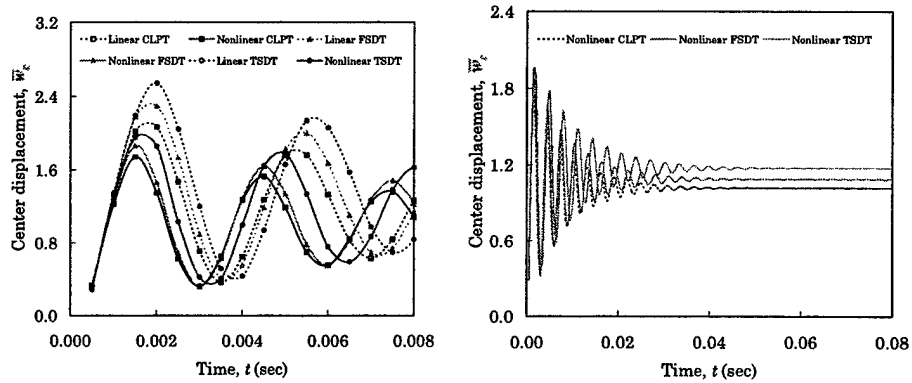 3.2
Linear CLPT Nonlinear CLPT Linear FSDT
Nonlinear FSDT Linear TSDT Nonlinear TSDT
2.4
1.6
0.8
0.0
0.000 0.002 0.004 0.006 0.008
Center displacement, w̅c
Time, t (sec)
2.4
Nonlinear CLPT Nonlinear FSDT Nonlinear TSDT
1.8
1.2
0.6
0.0
0.00 0.02 0.04 0.06 0.08
Center displacement, w̅c
Time, t (sec)